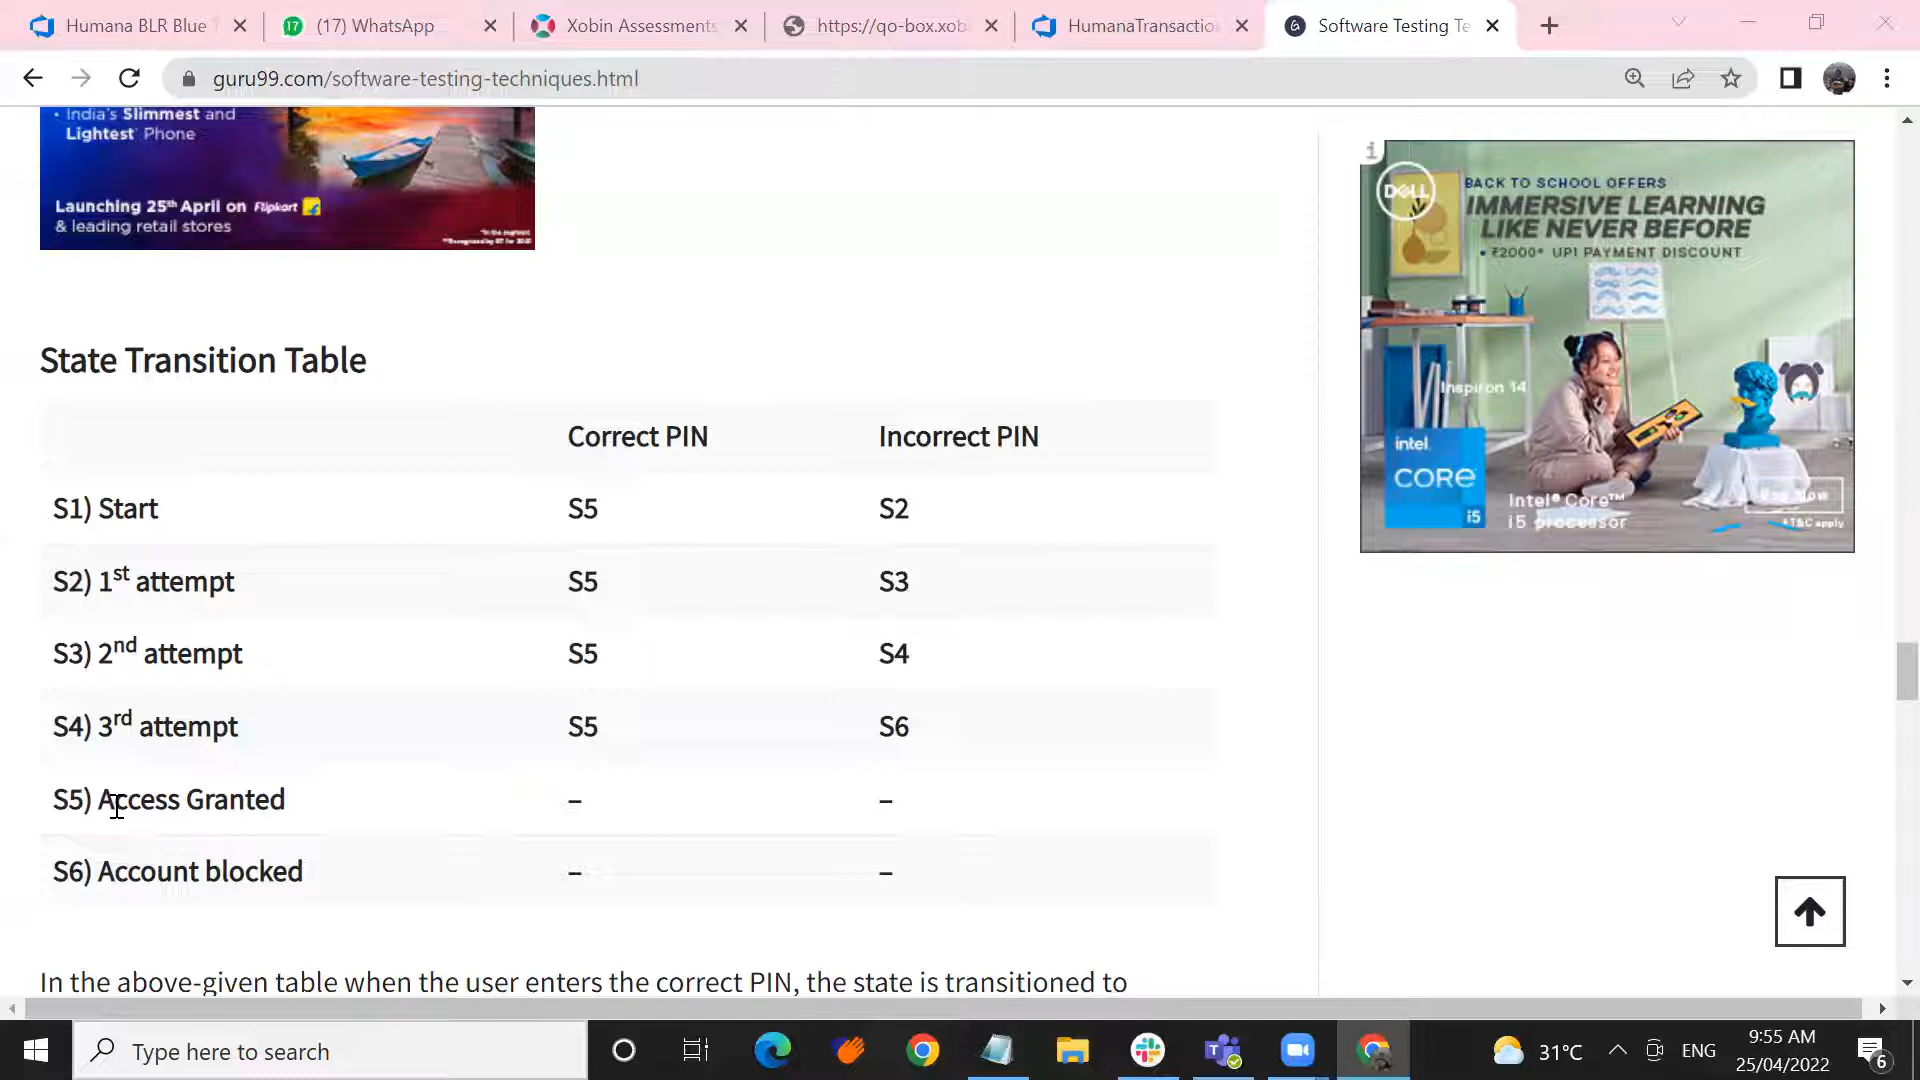 Humana BLR Blue T
(17) WhatsApp
Xobin Assessments
https://qo-box.xob
HumanaTransactio
Software Testing Te
guru99.com/software-testing-techniques.html
• India's Slimmest and
Lightest Phone
Launching 25th April on Flipkart
& leading retail stores
DELL
BACK TO SCHOOL OFFERS
IMMERSIVE LEARNING
LIKE NEVER BEFORE
• ₹2000* UPI PAYMENT DISCOUNT
Inspiron 14
intel.
CORE
i5
Intel® Core™
i5 processor
Buy Now
*T&C apply
State Transition Table
Correct PIN Incorrect PIN
S1) Start S5 S2
S2) 1st attempt S5 S3
S3) 2nd attempt S5 S4
S4) 3rd attempt S5 S6
S5) Access Granted – –
S6) Account blocked – –
In the above-given table when the user enters the correct PIN, the state is transitioned to
Type here to search
31°C
ENG
9:55 AM
25/04/2022
6